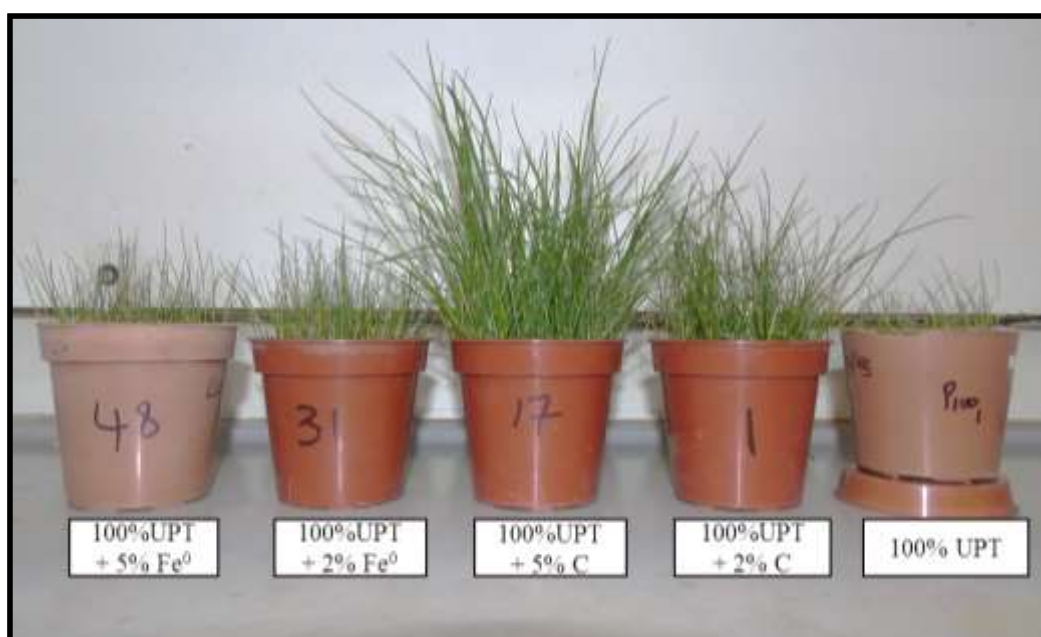 48
31
17
1
P100,
100%UPT
+ 5% Fe⁰
100%UPT
+ 2% Fe⁰
100%UPT
+ 5% C
100%UPT
+ 2% C
100% UPT